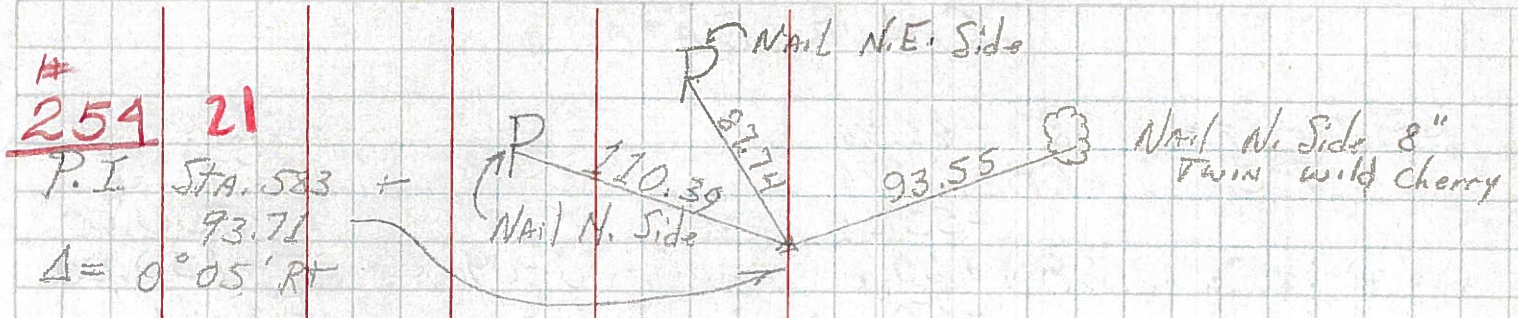 #
254 21
P.I. Sta. 583 +
93.71
Δ = 0°05' Rt
P
Nail N.E. Side
P
Nail N. Side
110.39
87.74
93.55
Nail N. Side 8"
Twin wild cherry